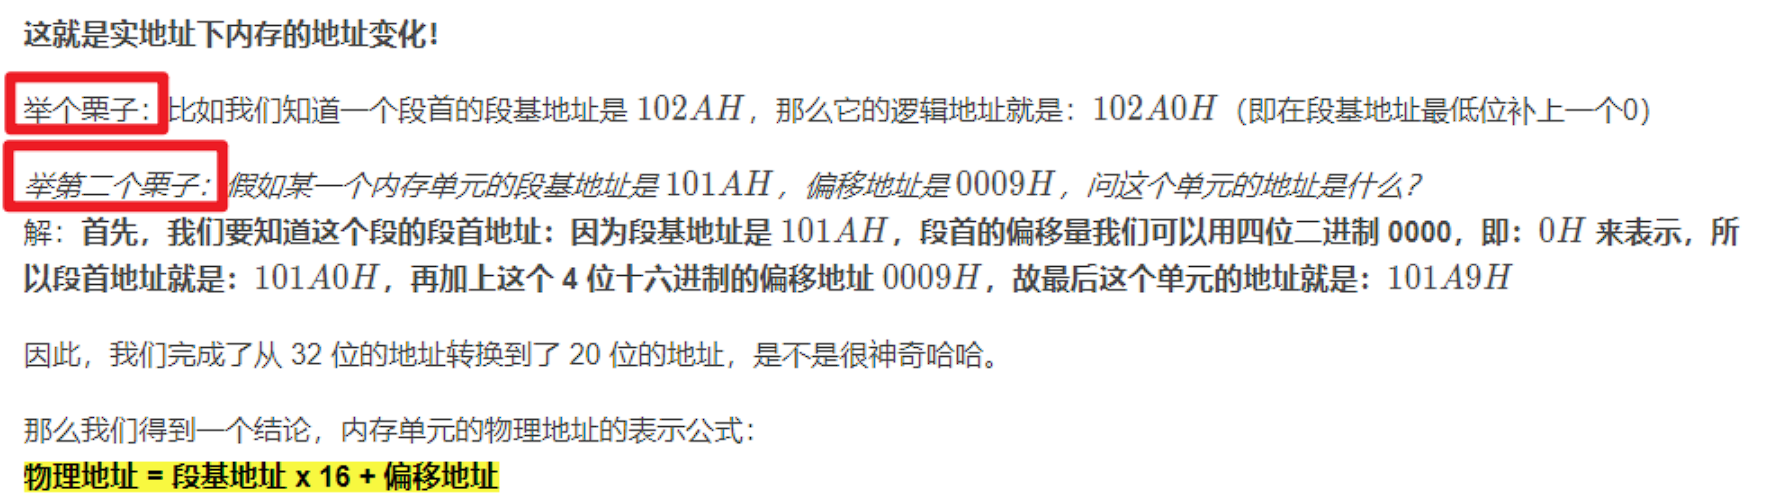 这就是实地址下内存的地址变化！
举个栗子：比如我们知道一个段首的段基地址是 102AH，那么它的逻辑地址就是：102A0H（即在段基地址最低位补上一个0）
举第二个栗子：假如某一个内存单元的段基地址是 101AH，偏移地址是 0009H，问这个单元的地址是什么？
解：首先，我们要知道这个段的段首地址：因为段基地址是 101AH，段首的偏移量我们可以用四位二进制 0000，即：0H 来表示，所
以段首地址就是：101A0H，再加上这个 4 位十六进制的偏移地址 0009H，故最后这个单元的地址就是：101A9H
因此，我们完成了从 32 位的地址转换到了 20 位的地址，是不是很神奇哈哈。
那么我们得到一个结论，内存单元的物理地址的表示公式：
物理地址 = 段基地址 x 16 + 偏移地址